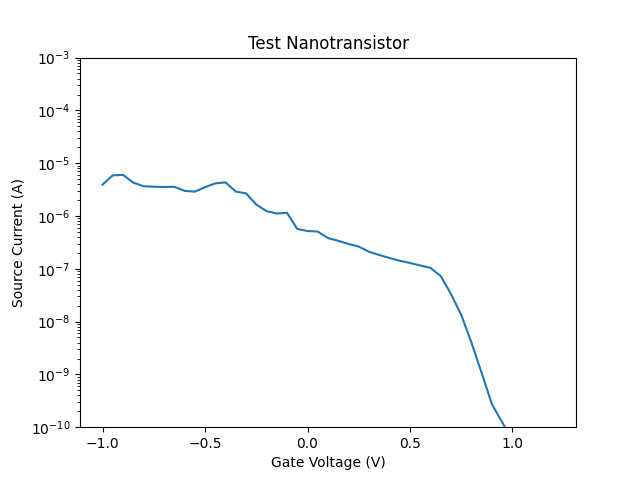 Test Nanotransistor
Source Current (A)
10⁻³
10⁻⁴
10⁻⁵
10⁻⁶
10⁻⁷
10⁻⁸
10⁻⁹
10⁻¹⁰
−1.0 −0.5 0.0 0.5 1.0
Gate Voltage (V)